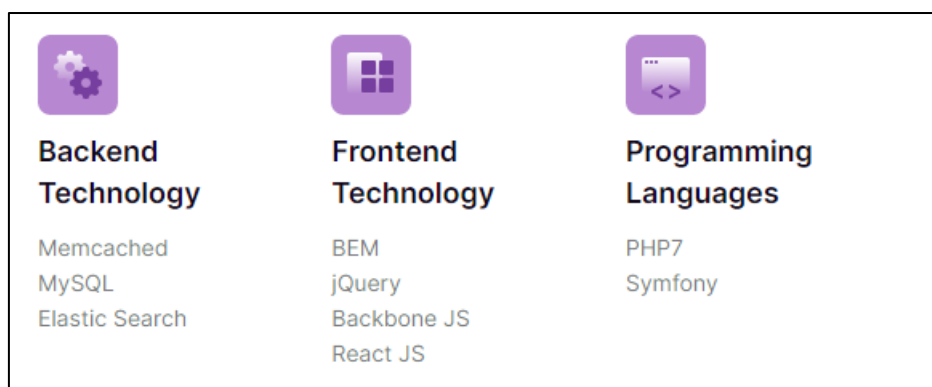 Backend
Technology
Memcached
MySQL
Elastic Search
Frontend
Technology
BEM
jQuery
Backbone JS
React JS
Programming
Languages
PHP7
Symfony